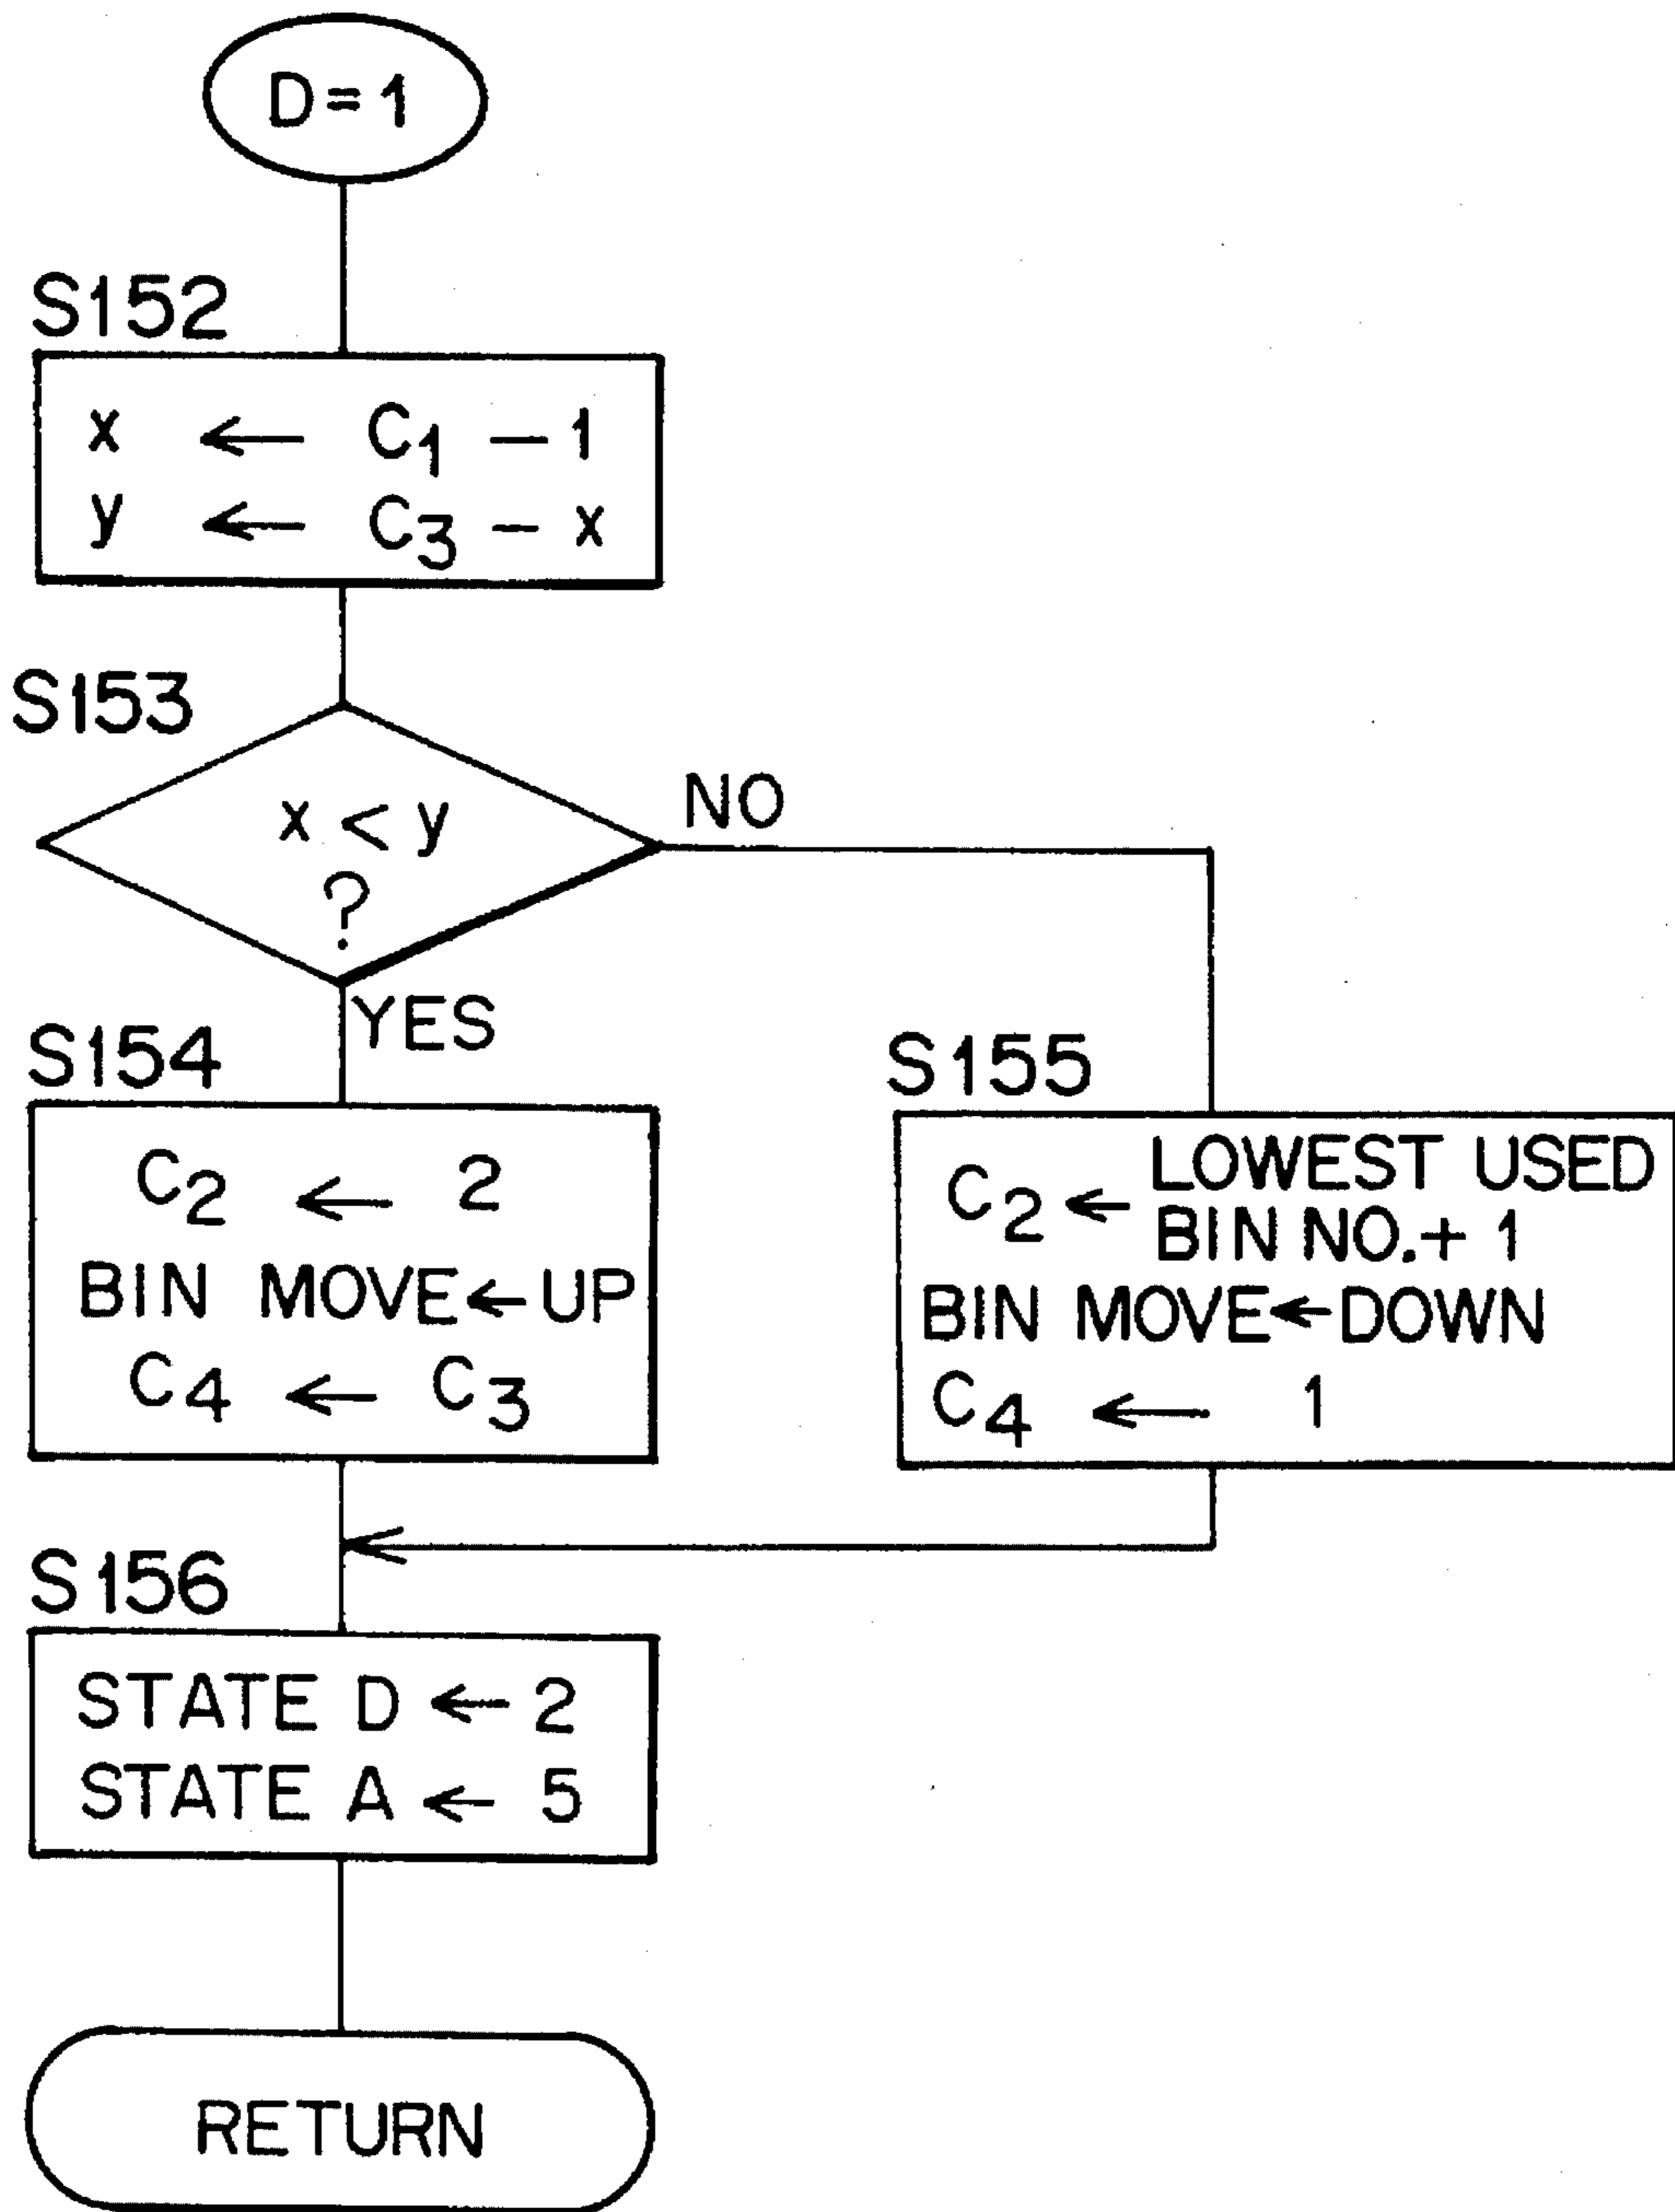 D=1
S152
x ← C1 − 1
y ← C3 − x
S153
x < y
?
NO
YES
S154
C2 ← 2
BIN MOVE ← UP
C4 ← C3
S155
C2 ← LOWEST USED
BIN NO.+ 1
BIN MOVE ← DOWN
C4 ← 1
S156
STATE D ← 2
STATE A ← 5
RETURN